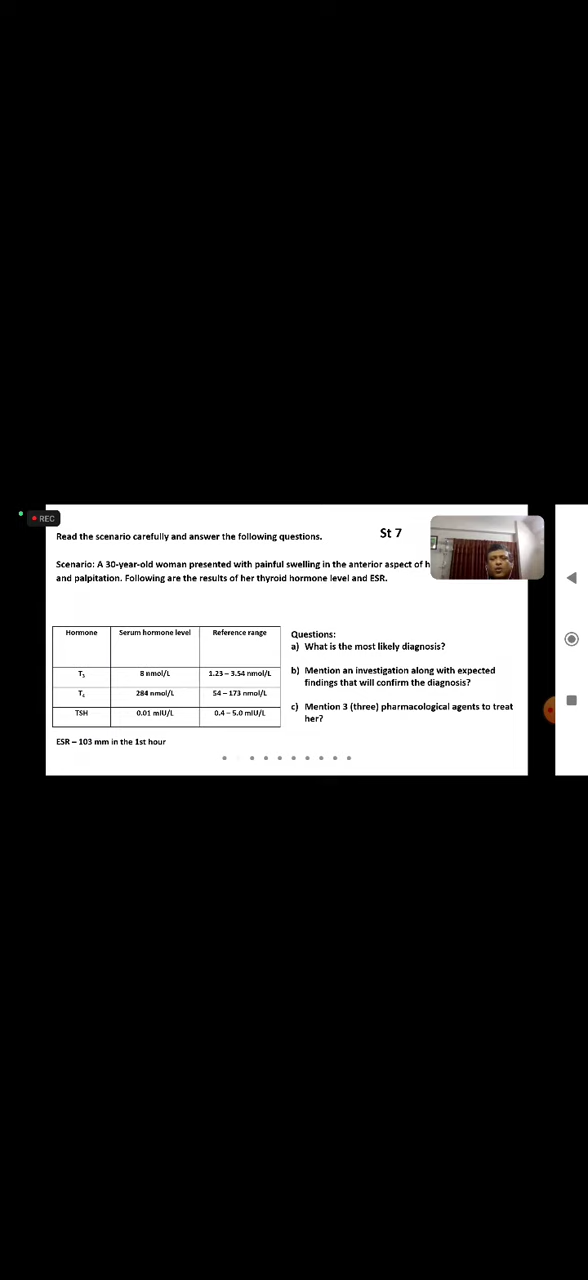 REC
St 7
Read the scenario carefully and answer the following questions.
Scenario: A 30-year-old woman presented with painful swelling in the anterior aspect of h
and palpitation. Following are the results of her thyroid hormone level and ESR.
Hormone Serum hormone level Reference range
T₃ 8 nmol/L 1.23 – 3.54 nmol/L
T₄ 284 nmol/L 54 – 173 nmol/L
TSH 0.01 mIU/L 0.4 – 5.0 mIU/L
ESR – 103 mm in the 1st hour
Questions:
a) What is the most likely diagnosis?
b) Mention an investigation along with expected
findings that will confirm the diagnosis?
c) Mention 3 (three) pharmacological agents to treat
her?